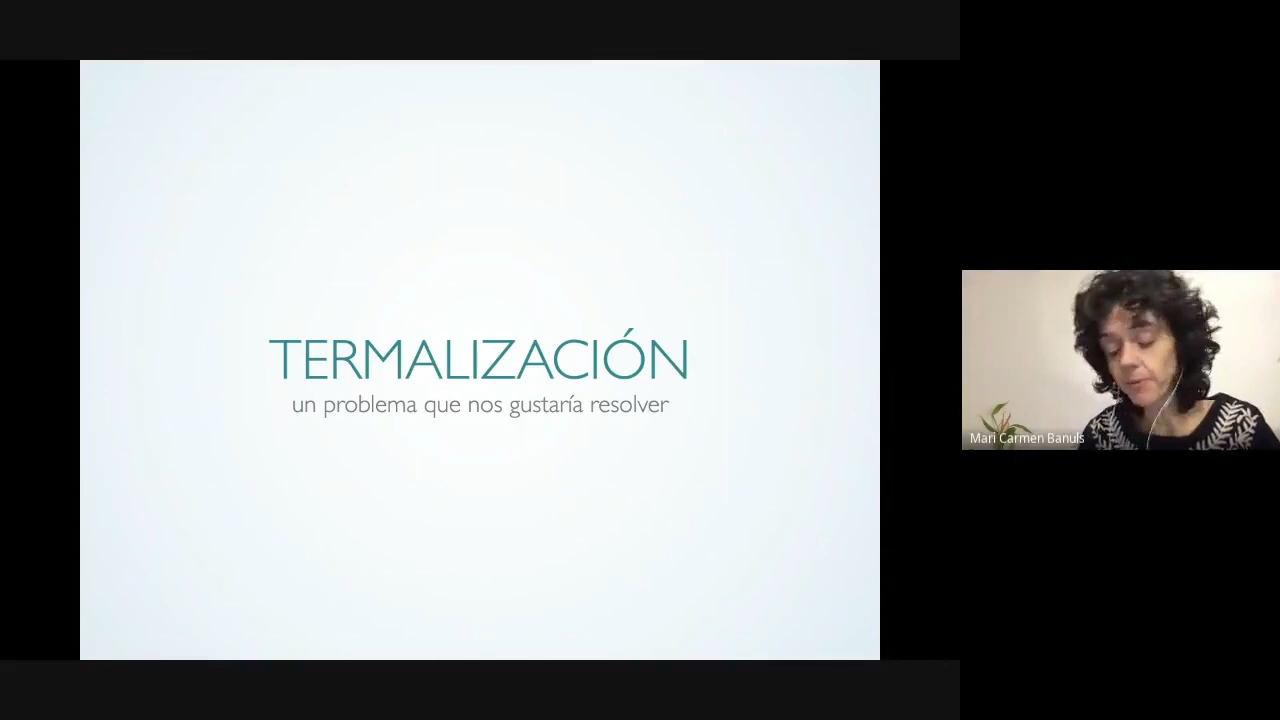 TERMALIZACIÓN
un problema que nos gustaría resolver
Mari Carmen Banuls